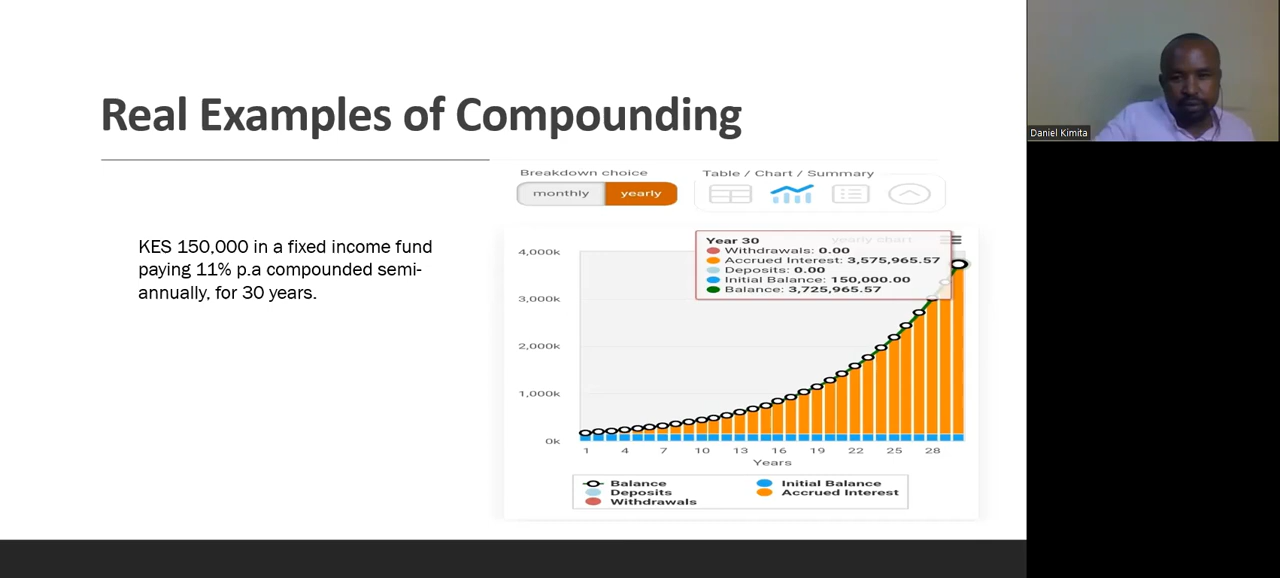 Real Examples of Compounding
KES 150,000 in a fixed income fund
paying 11% p.a compounded semi-
annually, for 30 years.
Breakdown choice
monthly
yearly
Table / Chart / Summary
yearly chart
Year 30
Withdrawals: 0.00
Accrued Interest: 3,575,965.57
Deposits: 0.00
Initial Balance: 150,000.00
Balance: 3,725,965.57
4,000k
3,000k
2,000k
1,000k
0k
1 4 7 10 13 16 19 22 25 28
Years
Balance
Deposits
Withdrawals
Initial Balance
Accrued Interest
Daniel Kimita